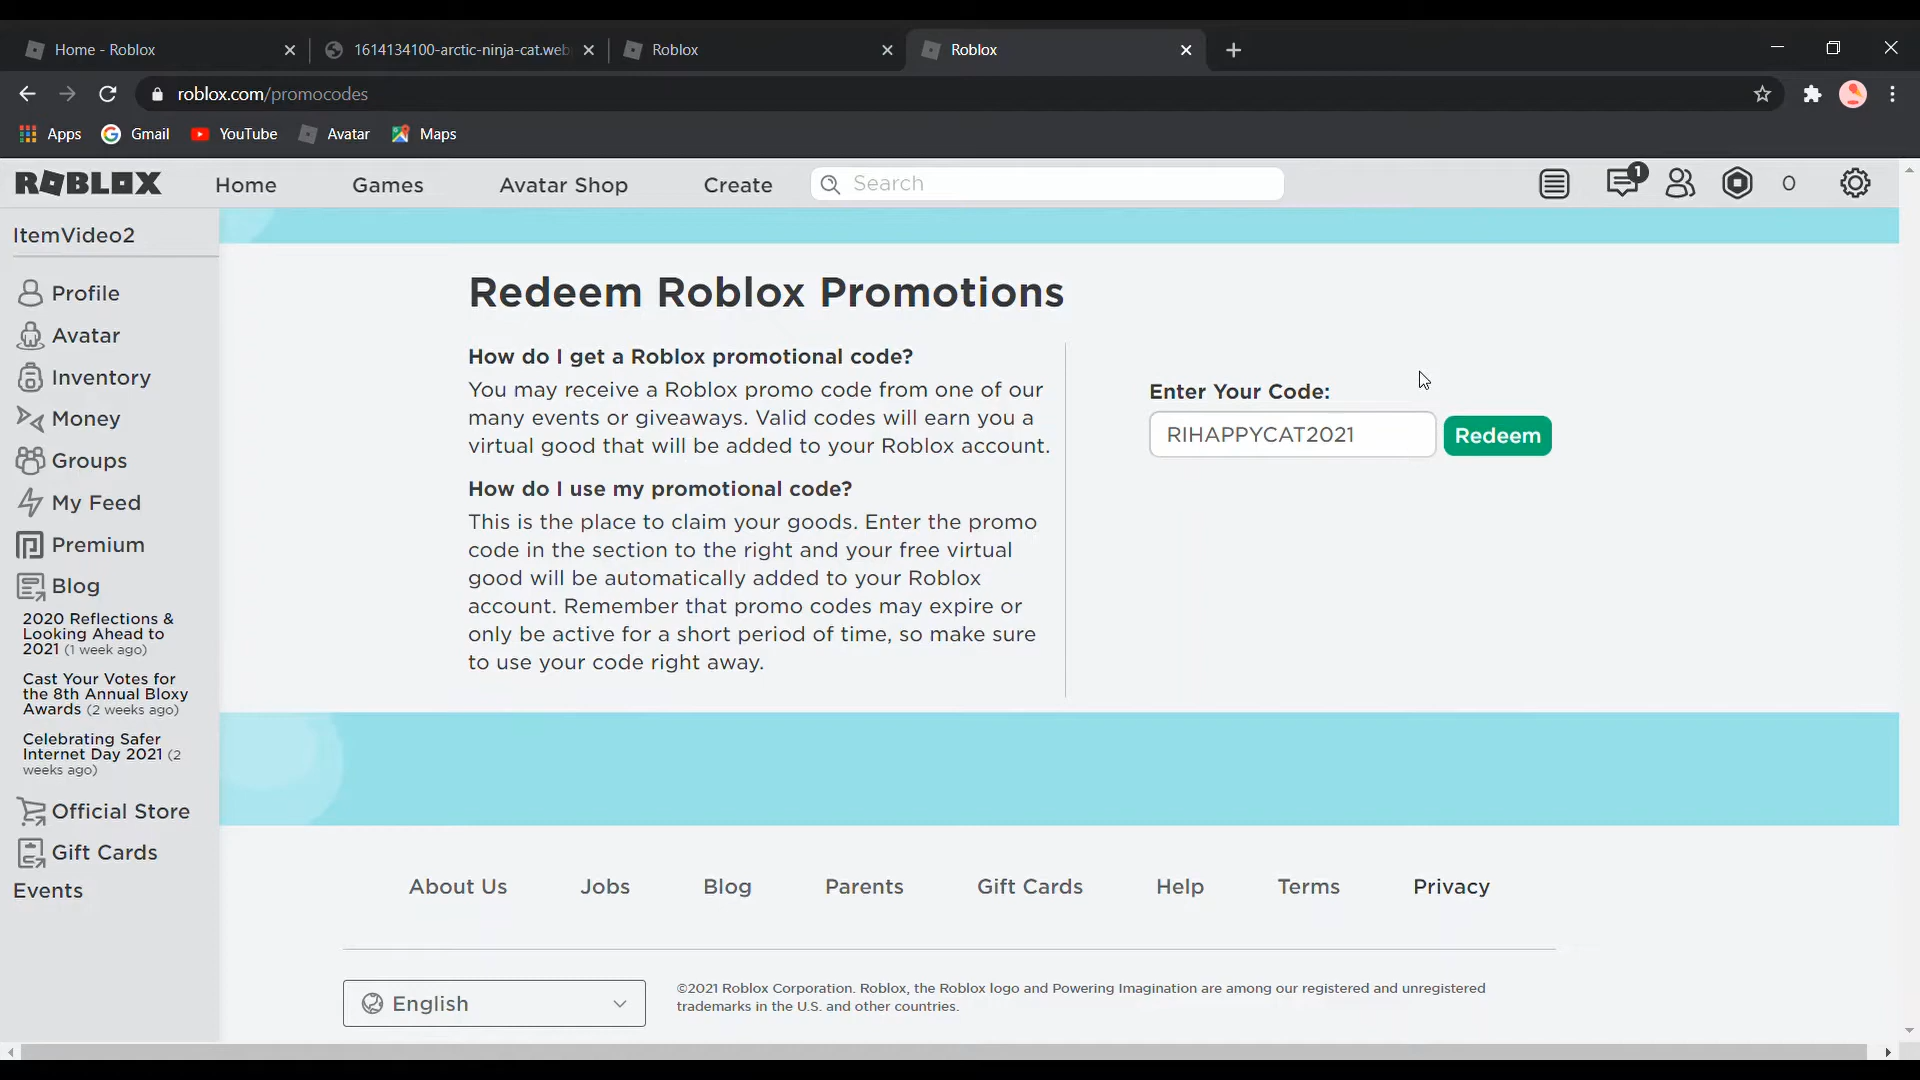 Home - Roblox
1614134100-arctic-ninja-cat.web
Roblox
Roblox
roblox.com/promocodes
Apps
Gmail
YouTube
Avatar
Maps
ROBLOX
Home
Games
Avatar Shop
Create
Search
1
0
ItemVideo2
Profile
Avatar
Inventory
Money
Groups
My Feed
Premium
Blog
2020 Reflections &
Looking Ahead to
2021 (1 week ago)
Cast Your Votes for
the 8th Annual Bloxy
Awards (2 weeks ago)
Celebrating Safer
Internet Day 2021 (2
weeks ago)
Official Store
Gift Cards
Events
Redeem Roblox Promotions
How do I get a Roblox promotional code?
You may receive a Roblox promo code from one of our
many events or giveaways. Valid codes will earn you a
virtual good that will be added to your Roblox account.
How do I use my promotional code?
This is the place to claim your goods. Enter the promo
code in the section to the right and your free virtual
good will be automatically added to your Roblox
account. Remember that promo codes may expire or
only be active for a short period of time, so make sure
to use your code right away.
Enter Your Code:
RIHAPPYCAT2021
Redeem
About Us
Jobs
Blog
Parents
Gift Cards
Help
Terms
Privacy
English
©2021 Roblox Corporation. Roblox, the Roblox logo and Powering Imagination are among our registered and unregistered
trademarks in the U.S. and other countries.